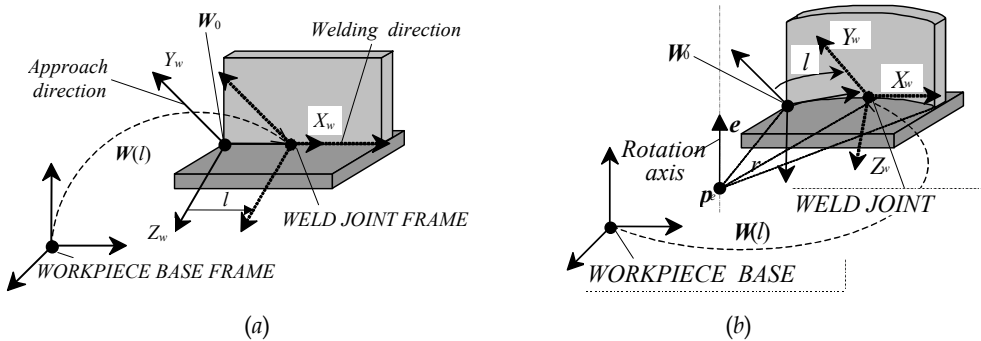 W0
Welding direction
Approach
direction
Yw
Xw
W(l)
l
Zw
WELD JOINT FRAME
WORKPIECE BASE FRAME
(a)
W0
Yw
l
Xw
e
Rotation
axis
r
Zw
pe
WELD JOINT
W(l)
WORKPIECE BASE
(b)